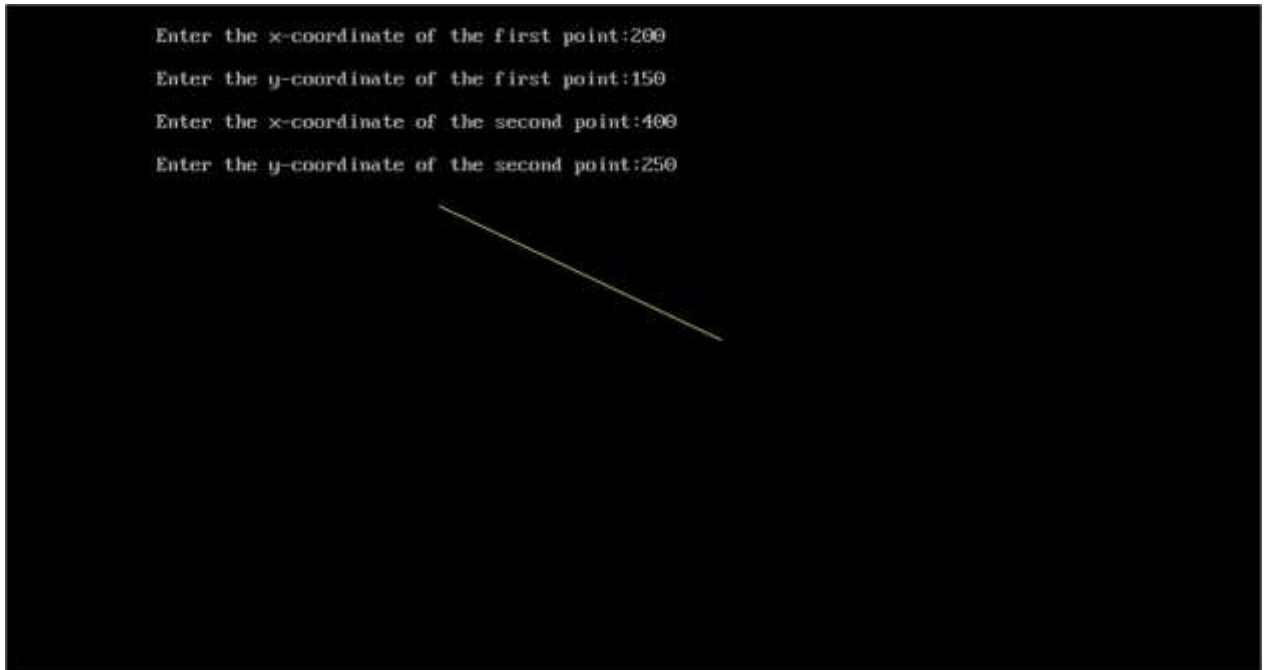 Enter the x-coordinate of the first point:200
Enter the y-coordinate of the first point:150
Enter the x-coordinate of the second point:400
Enter the y-coordinate of the second point:250